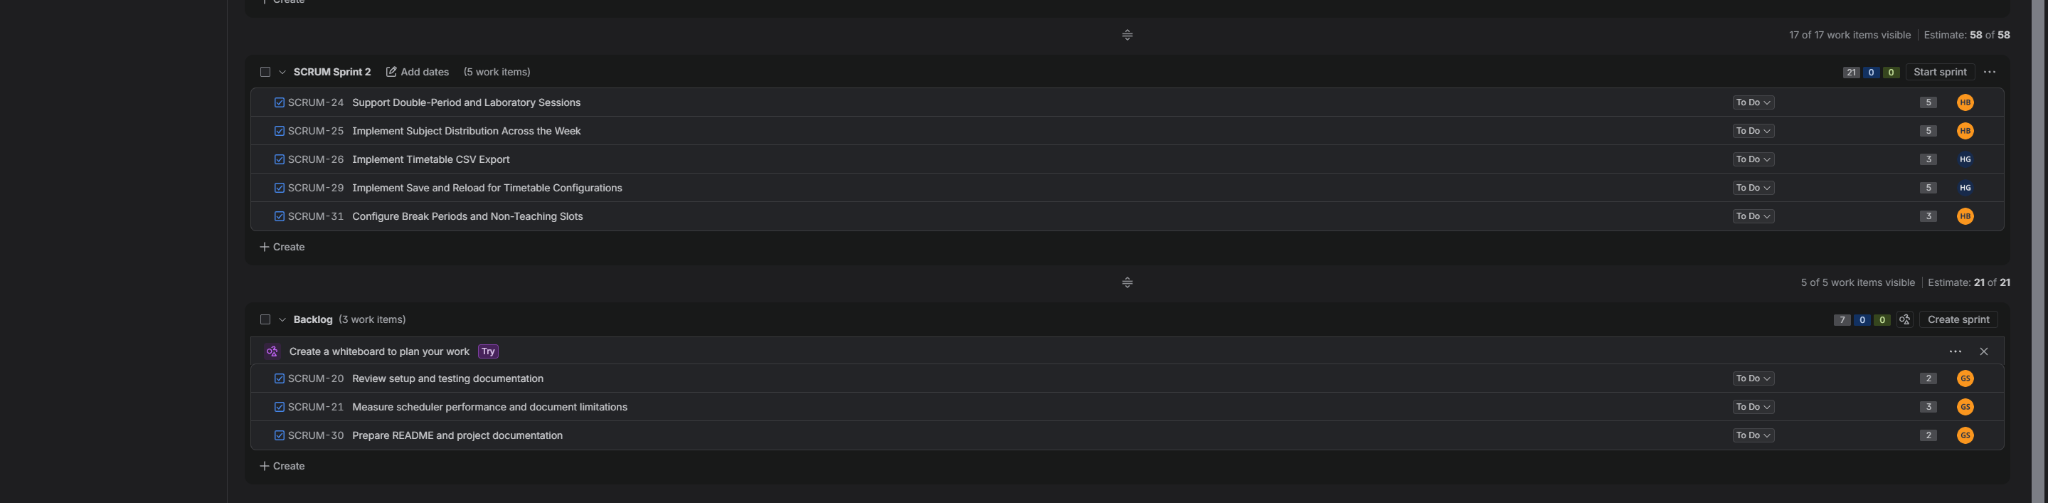 Create
17 of 17 work items visible Estimate: 58 of 58
SCRUM Sprint 2 Add dates (5 work items) 21 0 0 Start sprint ...
SCRUM-24 Support Double-Period and Laboratory Sessions To Do 5 HB
SCRUM-25 Implement Subject Distribution Across the Week To Do 5 HB
SCRUM-26 Implement Timetable CSV Export To Do 3 HG
SCRUM-29 Implement Save and Reload for Timetable Configurations To Do 5 HG
SCRUM-31 Configure Break Periods and Non-Teaching Slots To Do 3 HB
+ Create
5 of 5 work items visible Estimate: 21 of 21
Backlog (3 work items) 7 0 0 Create sprint
Create a whiteboard to plan your work Try ...
SCRUM-20 Review setup and testing documentation To Do 2 GS
SCRUM-21 Measure scheduler performance and document limitations To Do 3 GS
SCRUM-30 Prepare README and project documentation To Do 2 GS
+ Create